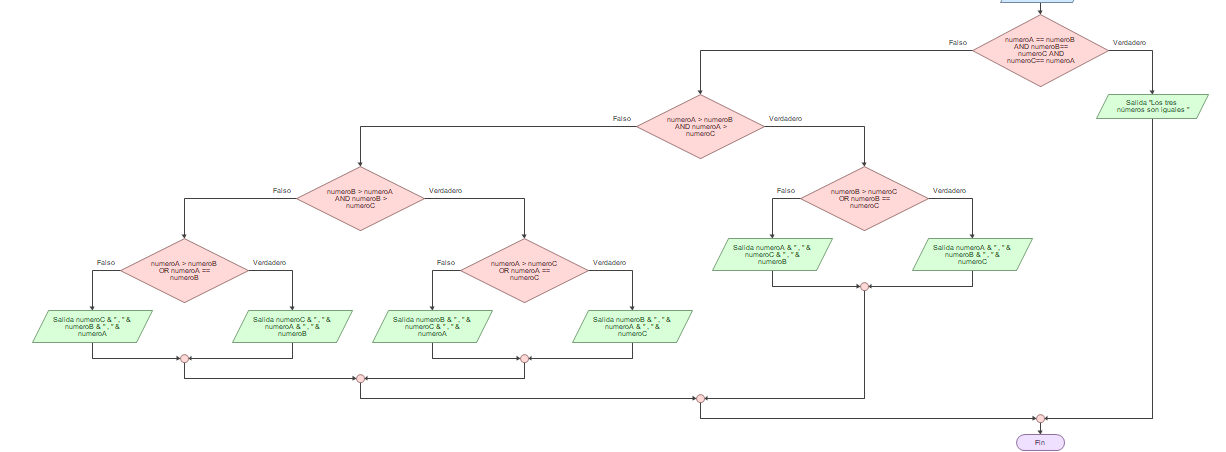 numeroA == numeroB
AND numeroB==
numeroC AND
numeroC== numeroA
Falso
Verdadero
Salida "Los tres
números son iguales "
numeroA > numeroB
AND numeroA >
numeroC
Falso
Verdadero
numeroB > numeroA
AND numeroB >
numeroC
Falso
Verdadero
numeroB > numeroC
OR numeroB ==
numeroC
Falso
Verdadero
numeroA > numeroB
OR numeroA ==
numeroB
Falso
Verdadero
numeroA > numeroC
OR numeroA ==
numeroC
Falso
Verdadero
Salida numeroA & " , " &
numeroC & " , " &
numeroB
Salida numeroA & " , " &
numeroB & " , " &
numeroC
Salida numeroC & " , " &
numeroB & " , " &
numeroA
Salida numeroC & " , " &
numeroA & " , " &
numeroB
Salida numeroB & " , " &
numeroC & " , " &
numeroA
Salida numeroB & " , " &
numeroA & " , " &
numeroC
Fin